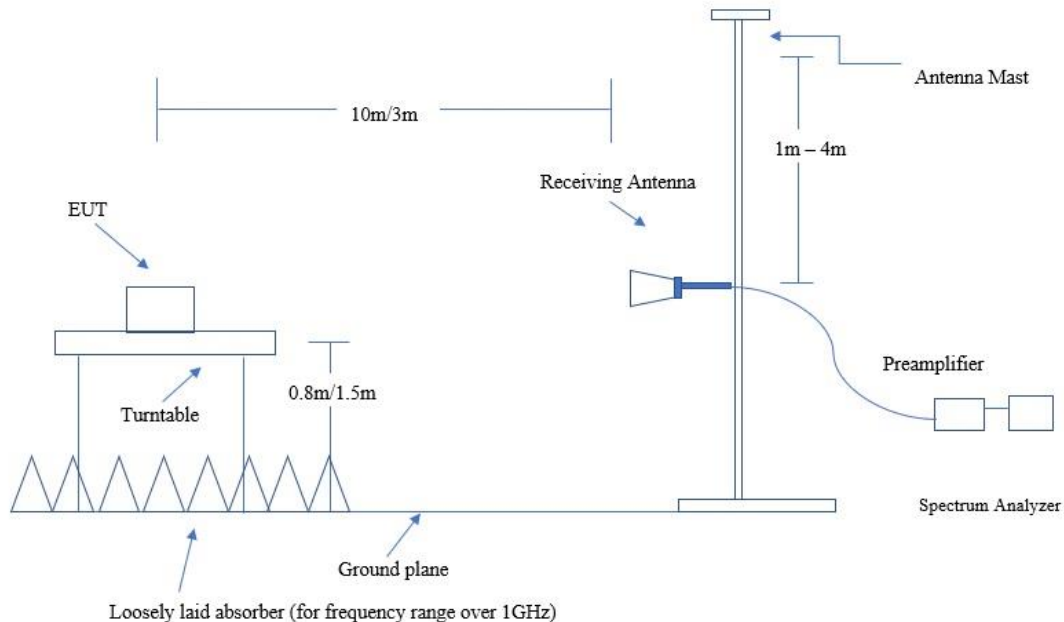 Antenna Mast
10m/3m
1m – 4m
Receiving Antenna
EUT
Preamplifier
0.8m/1.5m
Turntable
Spectrum Analyzer
Ground plane
Loosely laid absorber (for frequency range over 1GHz)